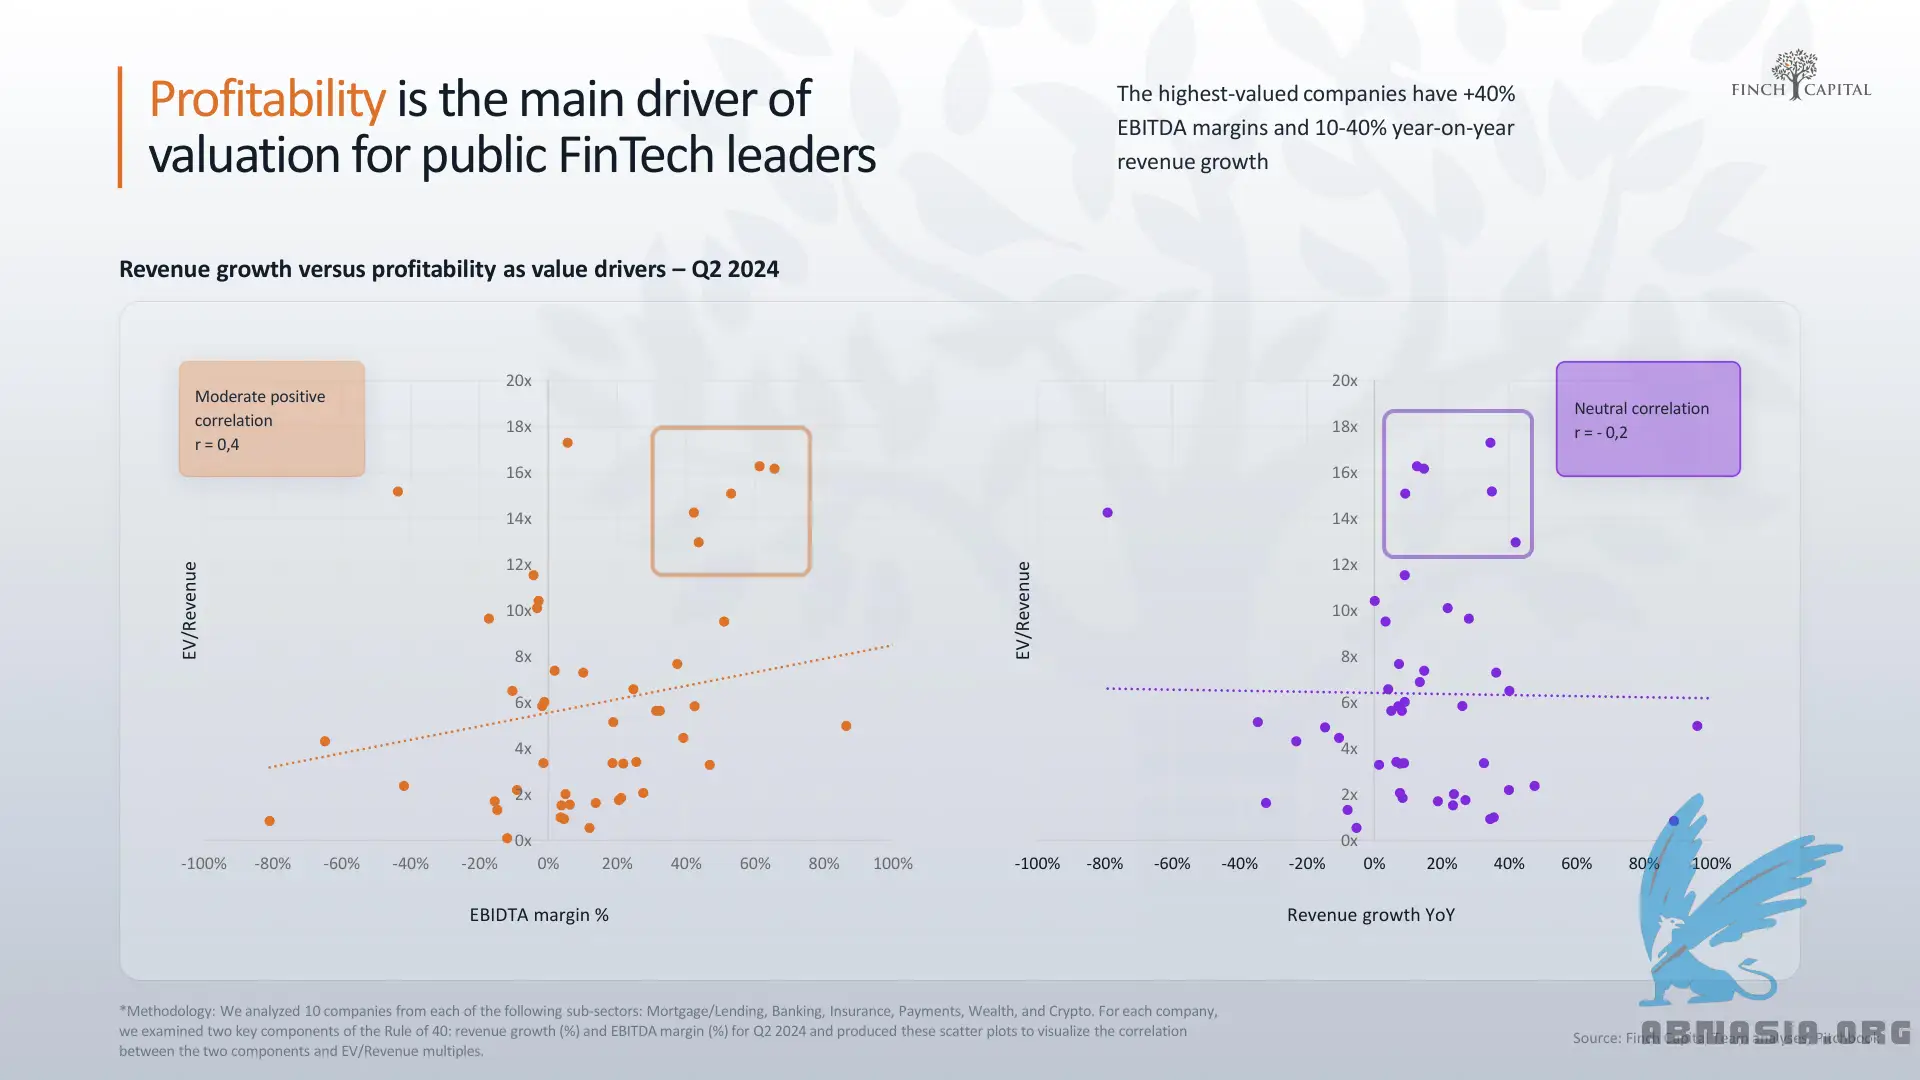 Profitability is the main driver of
valuation for public FinTech leaders
The highest-valued companies have +40%
EBITDA margins and 10-40% year-on-year
revenue growth
FINCH CAPITAL
Revenue growth versus profitability as value drivers – Q2 2024
Moderate positive
correlation
r = 0,4
EV/Revenue
20x
18x
16x
14x
12x
10x
8x
6x
4x
2x
0x
-100% -80% -60% -40% -20% 0% 20% 40% 60% 80% 100%
EBIDTA margin %
Neutral correlation
r = - 0,2
EV/Revenue
20x
18x
16x
14x
12x
10x
8x
6x
4x
2x
0x
-100% -80% -60% -40% -20% 0% 20% 40% 60% 80% 100%
Revenue growth YoY
*Methodology: We analyzed 10 companies from each of the following sub-sectors: Mortgage/Lending, Banking, Insurance, Payments, Wealth, and Crypto. For each company,
we examined two key components of the Rule of 40: revenue growth (%) and EBITDA margin (%) for Q2 2024 and produced these scatter plots to visualize the correlation
between the two components and EV/Revenue multiples.
Source: Finch Capital Team analyses, Pitchbook
ABNASIA.ORG